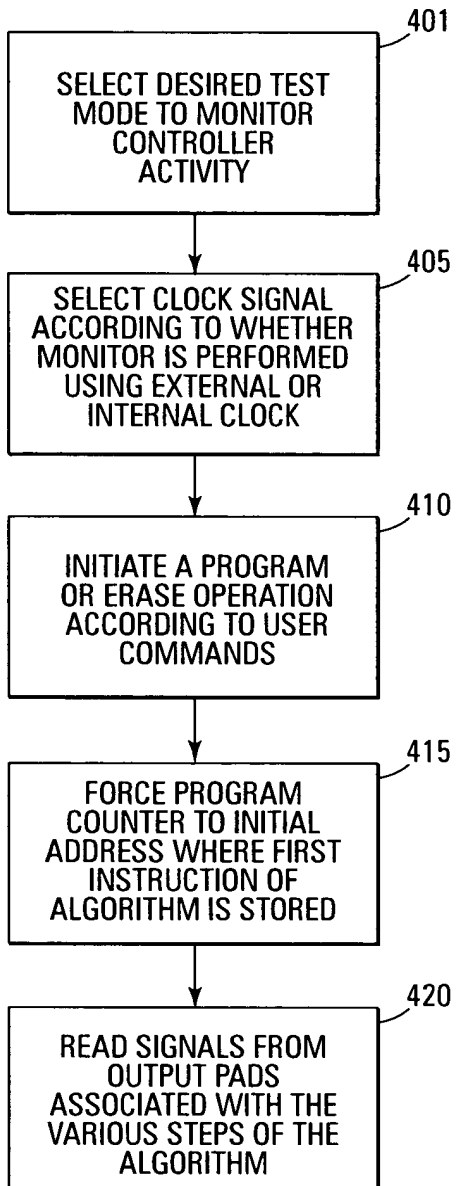 401
SELECT DESIRED TEST
MODE TO MONITOR
CONTROLLER
ACTIVITY
405
SELECT CLOCK SIGNAL
ACCORDING TO WHETHER
MONITOR IS PERFORMED
USING EXTERNAL OR
INTERNAL CLOCK
410
INITIATE A PROGRAM
OR ERASE OPERATION
ACCORDING TO USER
COMMANDS
415
FORCE PROGRAM
COUNTER TO INITIAL
ADDRESS WHERE FIRST
INSTRUCTION OF
ALGORITHM IS STORED
420
READ SIGNALS FROM
OUTPUT PADS
ASSOCIATED WITH THE
VARIOUS STEPS OF THE
ALGORITHM